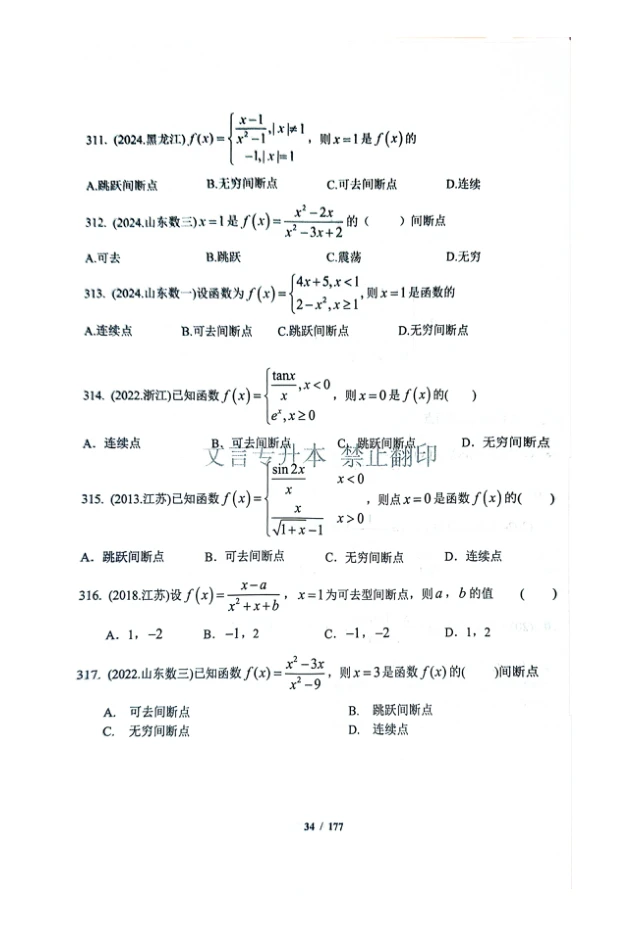 311. (2024.黑龙江) f(x) = { (x−1)/(x²−1), |x|≠1; −1, |x|=1 ，则 x=1 是 f(x) 的
A.跳跃间断点 B.无穷间断点 C.可去间断点 D.连续
312. (2024.山东数三) x=1 是 f(x) = (x²−2x)/(x²−3x+2) 的（ ）间断点
A.可去 B.跳跃 C.震荡 D.无穷
313. (2024.山东数一)设函数为 f(x) = { 4x+5, x<1; 2−x², x≥1 ,则 x=1 是函数的
A.连续点 B.可去间断点 C.跳跃间断点 D.无穷间断点
314. (2022.浙江)已知函数 f(x) = { tanx/x, x<0; eˣ, x≥0 ，则 x=0 是 f(x) 的( )
A. 连续点 B、可去间断点 C、跳跃间断点 D. 无穷间断点
文言专升本 禁止翻印
315. (2013.江苏)已知函数 f(x) = { sin 2x/x x<0; x/(√(1+x)−1) x>0 ，则点 x=0 是函数 f(x) 的( )
A. 跳跃间断点 B. 可去间断点 C. 无穷间断点 D. 连续点
316. (2018.江苏)设 f(x) = (x−a)/(x²+x+b) ，x=1 为可去型间断点，则 a，b 的值 ( )
A. 1，−2 B. −1，2 C. −1，−2 D. 1，2
317. (2022.山东数三)已知函数 f(x) = (x²−3x)/(x²−9) ，则 x=3 是函数 f(x) 的( )间断点
A. 可去间断点 B. 跳跃间断点
C. 无穷间断点 D. 连续点
34 / 177